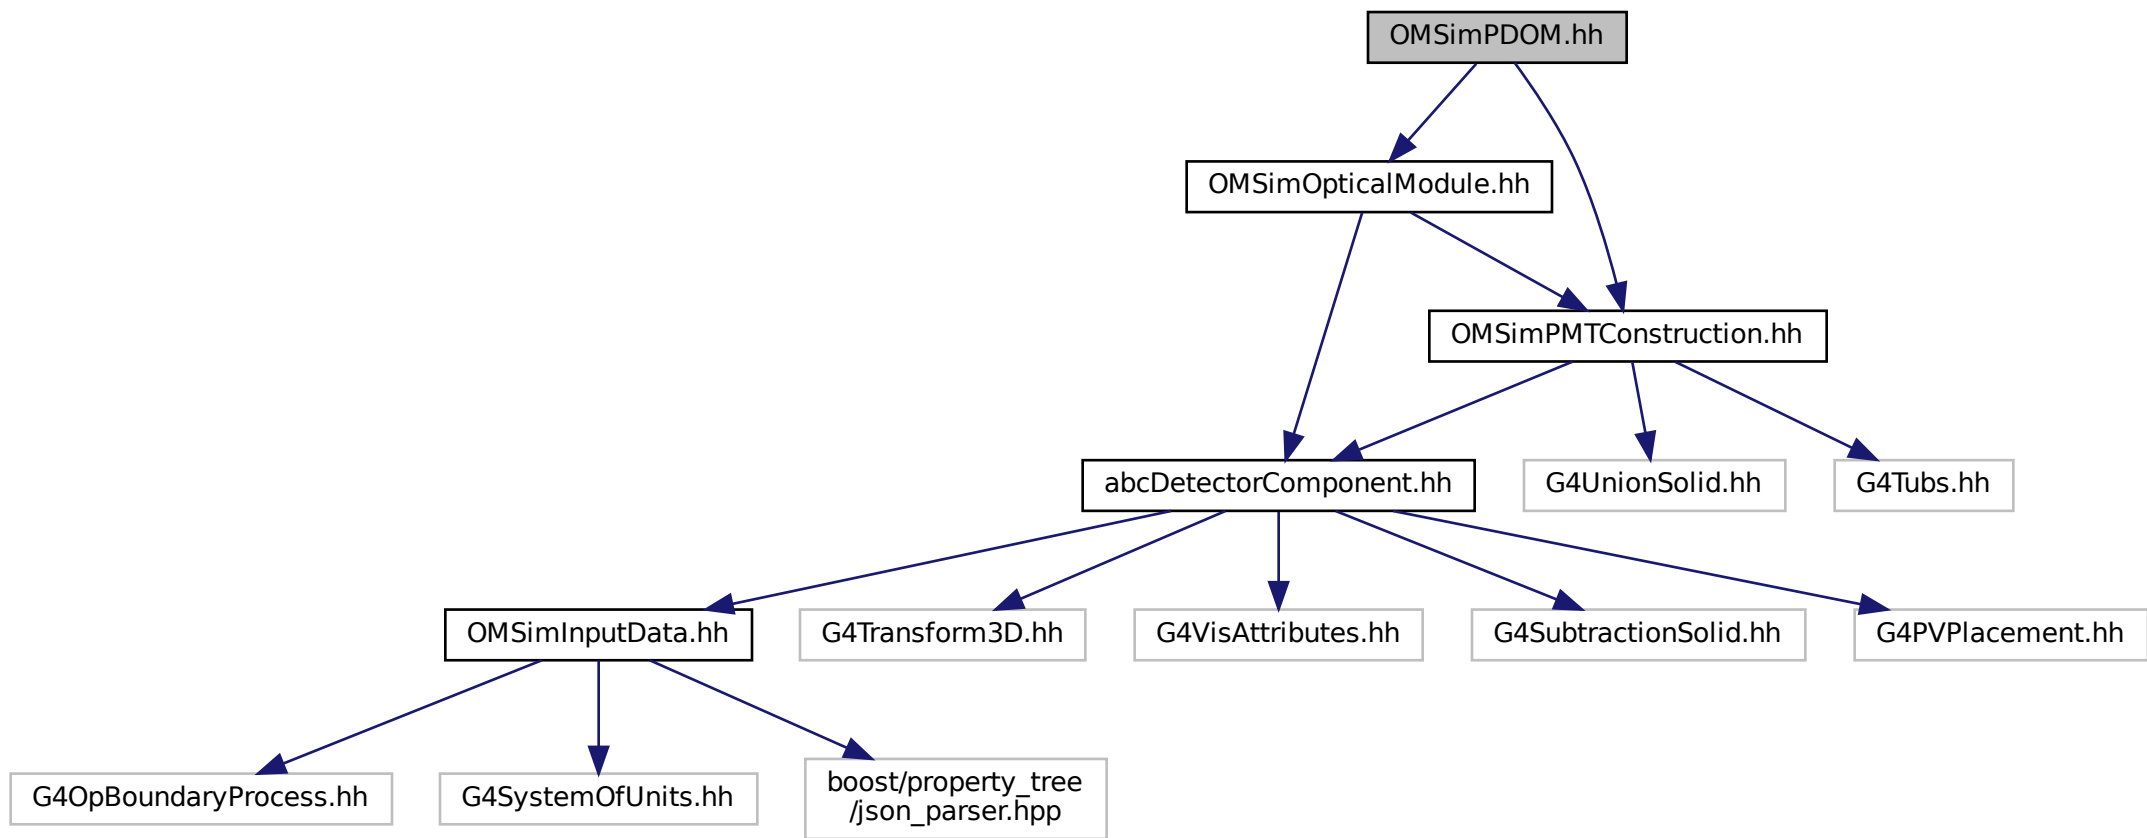 OMSimPDOM.hh
OMSimOpticalModule.hh
OMSimPMTConstruction.hh
abcDetectorComponent.hh
G4UnionSolid.hh
G4Tubs.hh
OMSimInputData.hh
G4Transform3D.hh
G4VisAttributes.hh
G4SubtractionSolid.hh
G4PVPlacement.hh
G4OpBoundaryProcess.hh
G4SystemOfUnits.hh
boost/property_tree
/json_parser.hpp